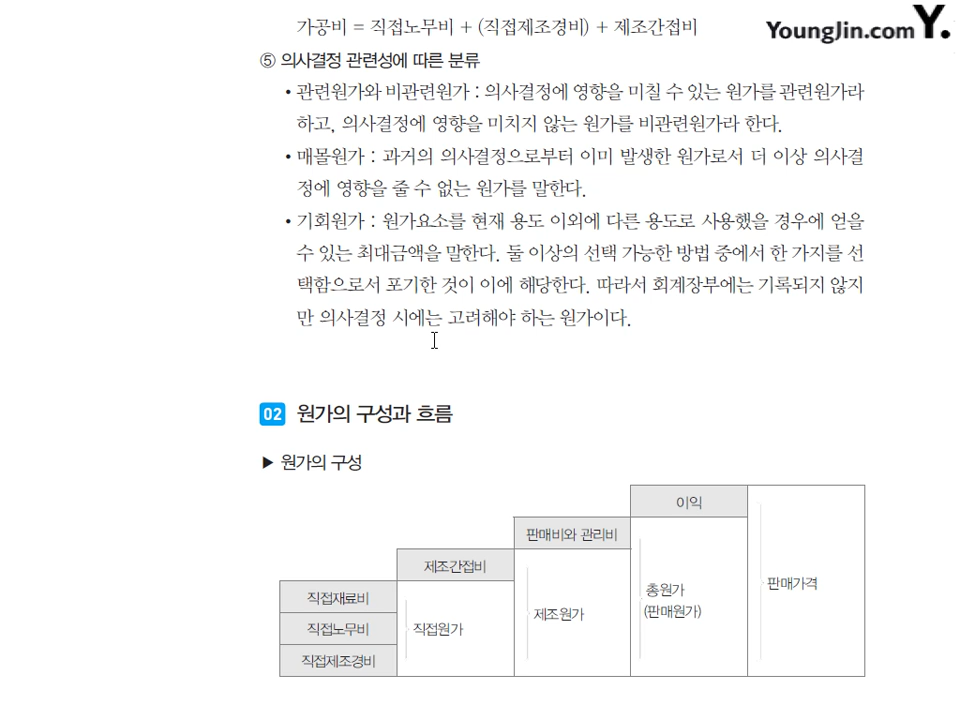 가공비 = 직접노무비 + (직접제조경비) + 제조간접비
YoungJin.com Y.
⑤ 의사결정 관련성에 따른 분류
• 관련원가와 비관련원가 : 의사결정에 영향을 미칠 수 있는 원가를 관련원가라
하고, 의사결정에 영향을 미치지 않는 원가를 비관련원가라 한다.
• 매몰원가 : 과거의 의사결정으로부터 이미 발생한 원가로서 더 이상 의사결
정에 영향을 줄 수 없는 원가를 말한다.
• 기회원가 : 원가요소를 현재 용도 이외에 다른 용도로 사용했을 경우에 얻을
수 있는 최대금액을 말한다. 둘 이상의 선택 가능한 방법 중에서 한 가지를 선
택함으로서 포기한 것이 이에 해당한다. 따라서 회계장부에는 기록되지 않지
만 의사결정 시에는 고려해야 하는 원가이다.
02 원가의 구성과 흐름
▶ 원가의 구성
이익
판매비와 관리비
제조간접비
직접재료비
직접노무비
직접제조경비
직접원가
제조원가
총원가
(판매원가)
판매가격